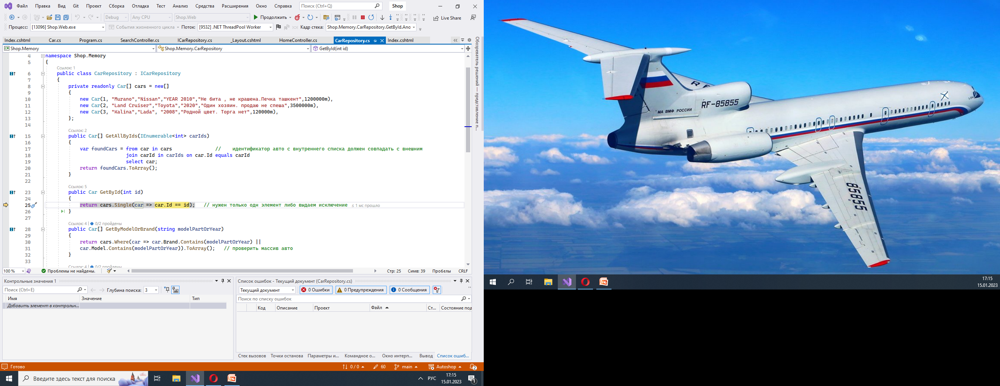 Файл Правка Вид Git Проект Сборка Отладка Тест Анализ Средства Расширения Окно Справка Поиск (Ctrl+Q) Shop
Debug Any CPU Shop.Web Продолжить Live Share
Процесс: [13096] Shop.Web.exe События жизненного цикла Поток: [9532] .NET ThreadPool Worker Кадр стека: Shop.Memory.CarRepository.GetById.Ano
Index.cshtml Car.cs Program.cs SearchController.cs ICarRepository.cs _Layout.cshtml HomeController.cs CarRepository.cs Index.cshtml
Shop.Memory Shop.Memory.CarRepository GetById(int id)
Обозреватель решений — представление п...
4 namespace Shop.Memory
5 {
Ссылок: 1
6 public class CarRepository : ICarRepository
7 {
8 private readonly Car[] cars = new[]
9 {
10 new Car(1, "Murano","Nissan","YEAR 2010","Не бита , не крашена.Печка ташкент",1200000m),
11 new Car(2, "Land Cruiser","Toyota","2020","Один хозяин. продаю не спеша",3500000m),
12 new Car(3, "Kalina","Lada", "2008","Родной цвет. Торга нет",120000m),
13 };
14
Ссылок: 2
15 public Car[] GetAllByIds(IEnumerable<int> carIds)
16 {
17 var foundCars = from car in cars // идентификатор авто с внутреннего списка должен совпадать с внешним
18 join carId in carIds on car.Id equals carId
19 select car;
20 return foundCars.ToArray();
21 }
22
Ссылок: 5
23 public Car GetById(int id)
24 {
25 return cars.Single(car => car.Id == id); // нужен только одн элемент либо выдаем исключение ≤ 1 мс прошло
26 }
27
Ссылок: 4 | 0/2 пройдены
28 public Car[] GetByModelOrBrand(string modelPartOrYear)
29 {
30 return cars.Where(car => car.Brand.Contains(modelPartOrYear) ||
31 car.Model.Contains(modelPartOrYear)).ToArray(); // проверить массив авто
32 }
33
Ссылок: 4 | 0/2 пройдены
100 % Проблемы не найдены. Стр: 25 Симв: 39 Пробелы CRLF
Контрольные значения 1
Поиск (Ctrl+E) Глубина поиска: 3
Имя Значение Тип
Добавить элемент в контрольн...
Список ошибок - Текущий документ (CarRepository.cs)
Текущий документ 0 Ошибки 0 Предупреждения 0 Сообщения
Поиск по списку ошибок
Код Описание Проект Файл Ст... Состояние под
Стек вызовов Точки останова Параметры и... Командное о... Окно интерп... Вывод Список ошиб...
Готово 0 / 0 60 main Autoshop 2
Введите здесь текст для поиска РУС 17:15
15.01.2023 1
RF-85855
МА ВМФ РОССИИ
85855
17:15
15.01.2023